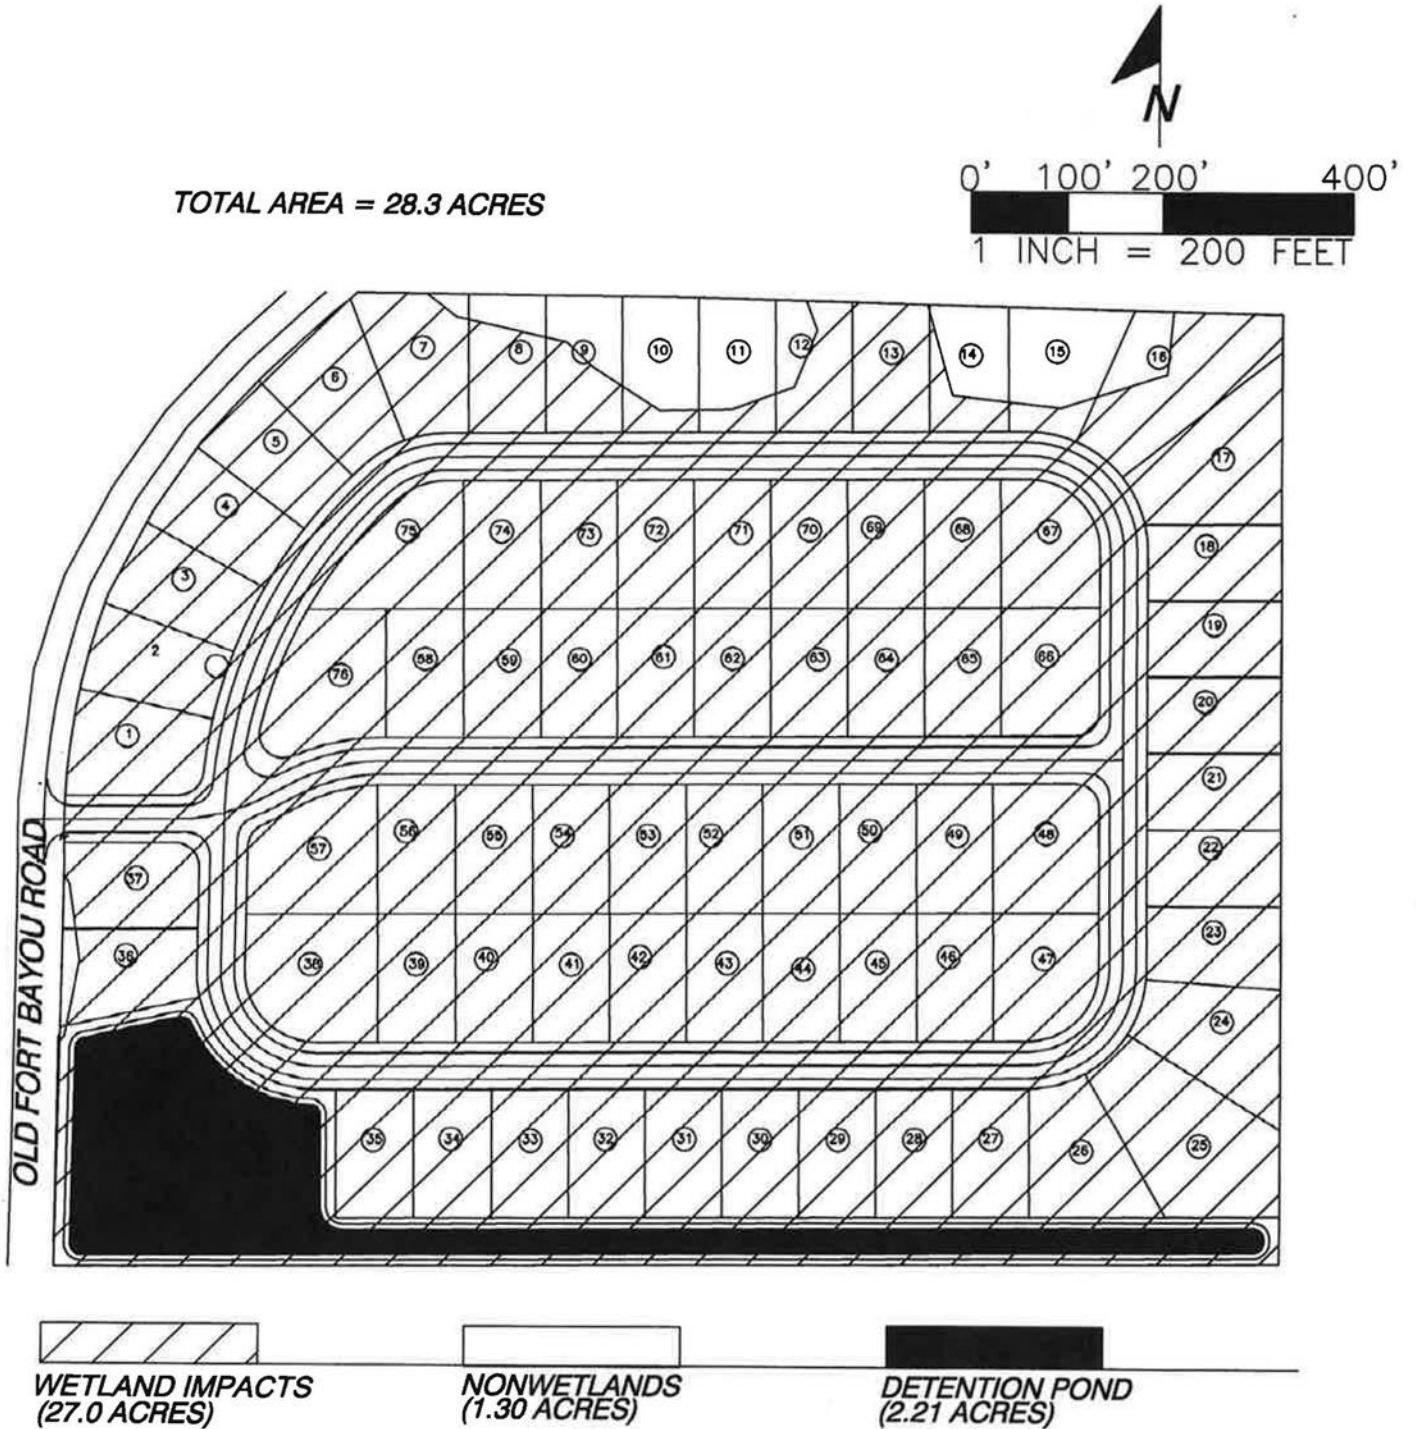 N
0' 100' 200' 400'
1 INCH = 200 FEET
TOTAL AREA = 28.3 ACRES
7 8 9 10 11 12 13 14 15 16
6
5
17
4
75 74 73 72 71 70 69 68 67
18
3
19
2
76 58 59 60 61 62 63 64 65 66
20
1
21
57 56 55 54 53 52 51 50 49 48
22
37
23
36
38 39 40 41 42 43 44 45 46 47
24
35 34 33 32 31 30 29 28 27 26 25
OLD FORT BAYOU ROAD
WETLAND IMPACTS
(27.0 ACRES)
NONWETLANDS
(1.30 ACRES)
DETENTION POND
(2.21 ACRES)